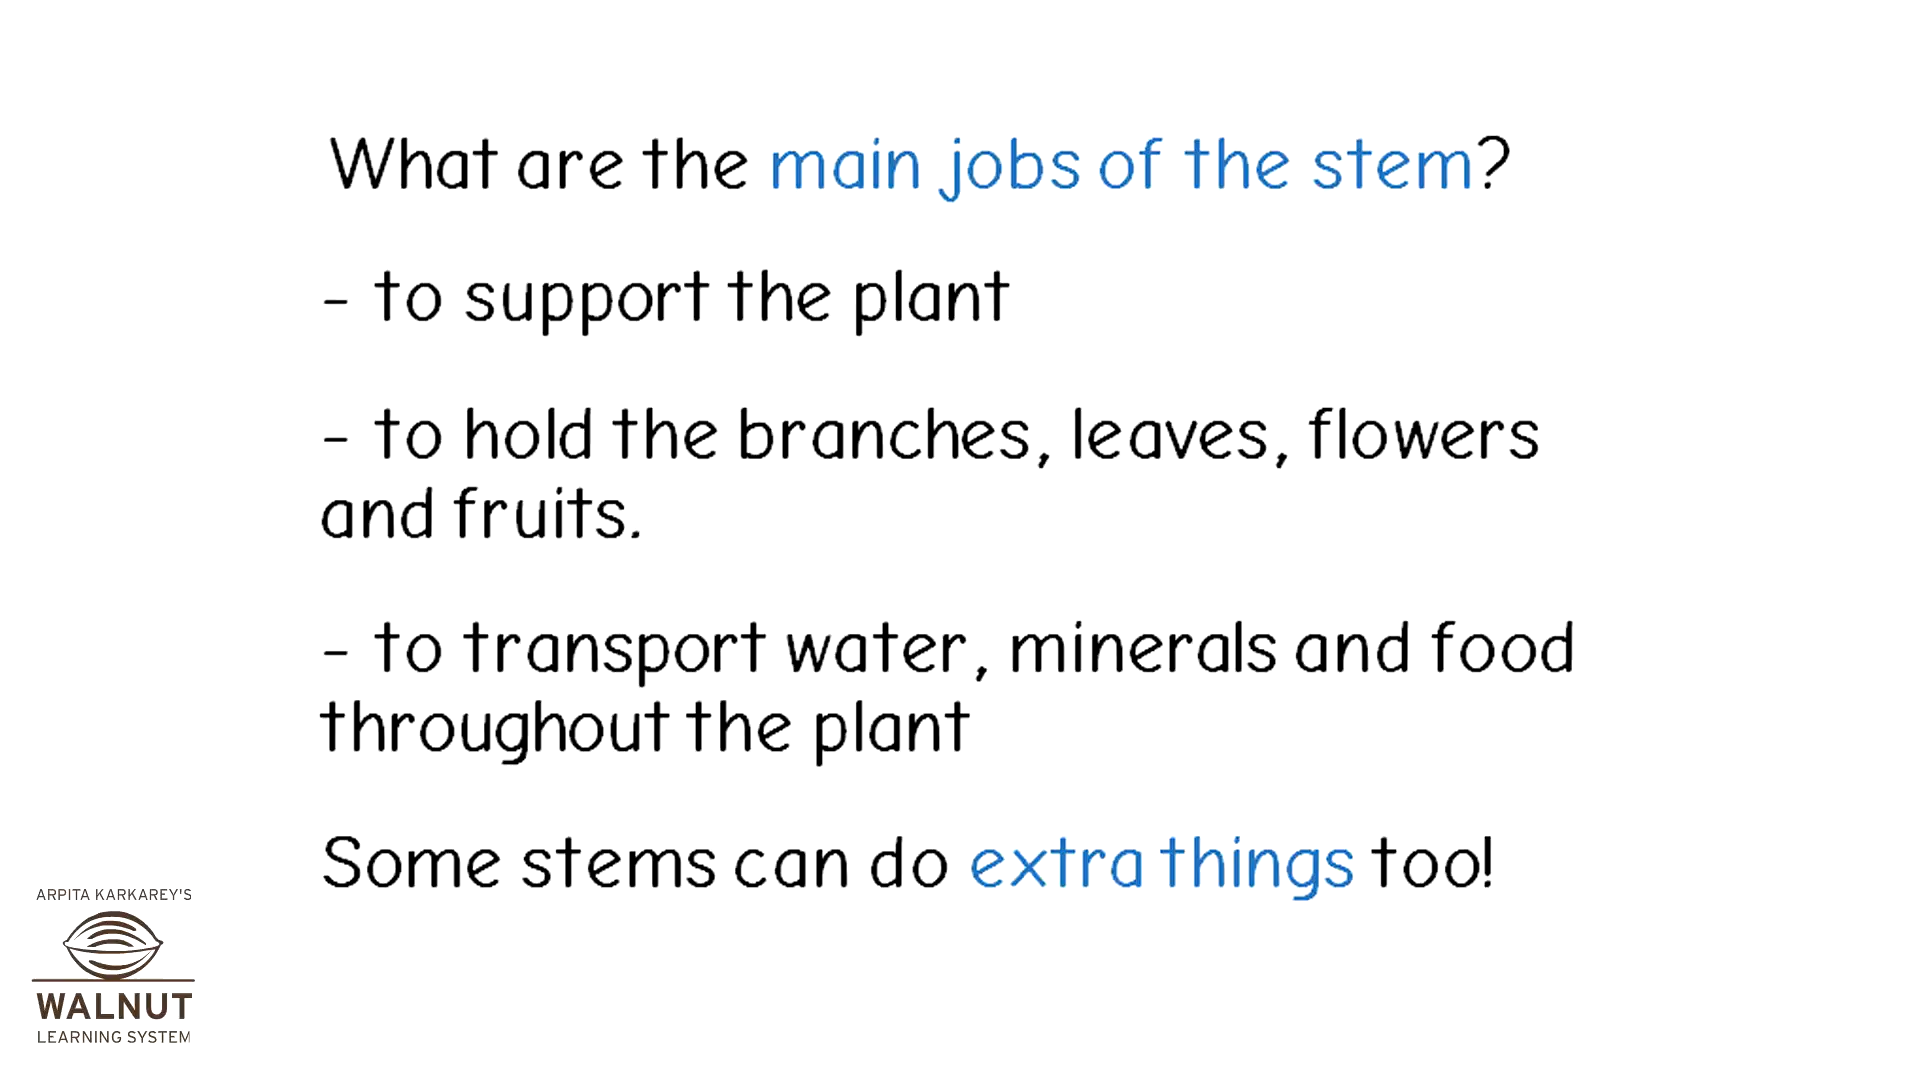 What are the main jobs of the stem?
- to support the plant
- to hold the branches, leaves, flowers
and fruits.
- to transport water, minerals and food
throughout the plant
Some stems can do extra things too!
ARPITA KARKAREY'S
WALNUT
LEARNING SYSTEM